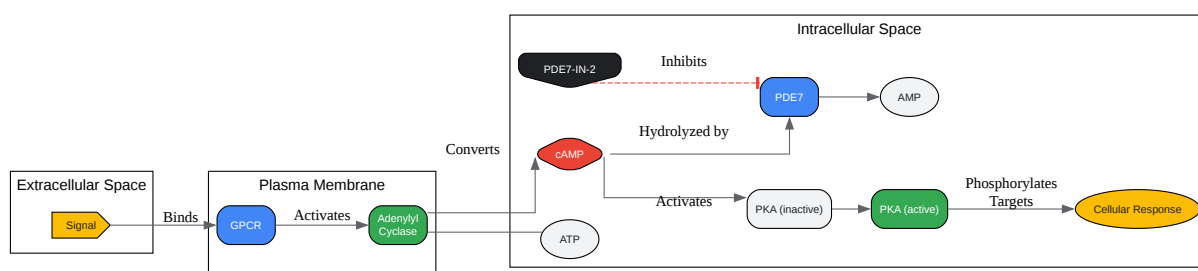 Intracellular Space
PDE7-IN-2
Inhibits
PDE7
AMP
Hydrolyzed by
Converts
cAMP
Extracellular Space
Plasma Membrane
Phosphorylates
Targets
Activates
PKA (inactive)
PKA (active)
Cellular Response
Signal
Binds
GPCR
Activates
Adenylyl
Cyclase
ATP